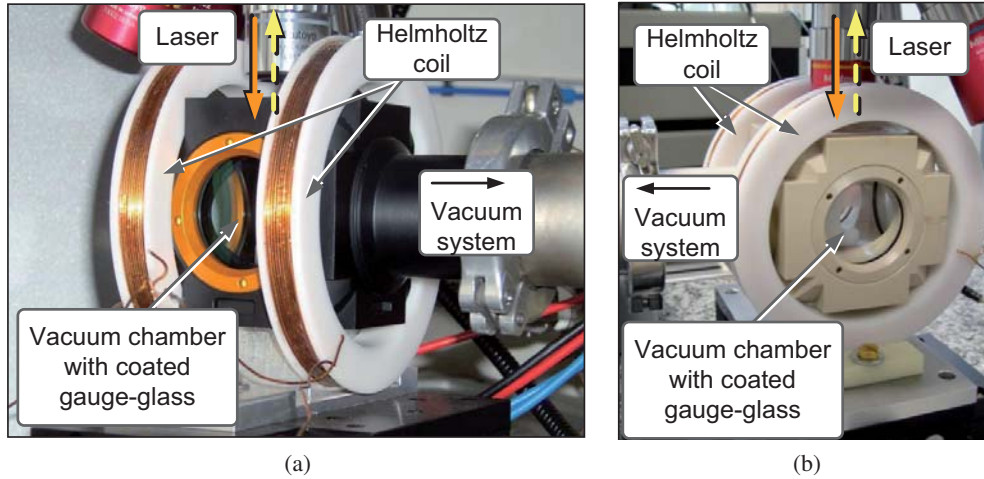 Laser
Helmholtz
coil
Vacuum
system
Vacuum chamber
with coated
gauge-glass
(a)
Helmholtz
coil
Laser
Vacuum
system
Vacuum chamber
with coated
gauge-glass
(b)